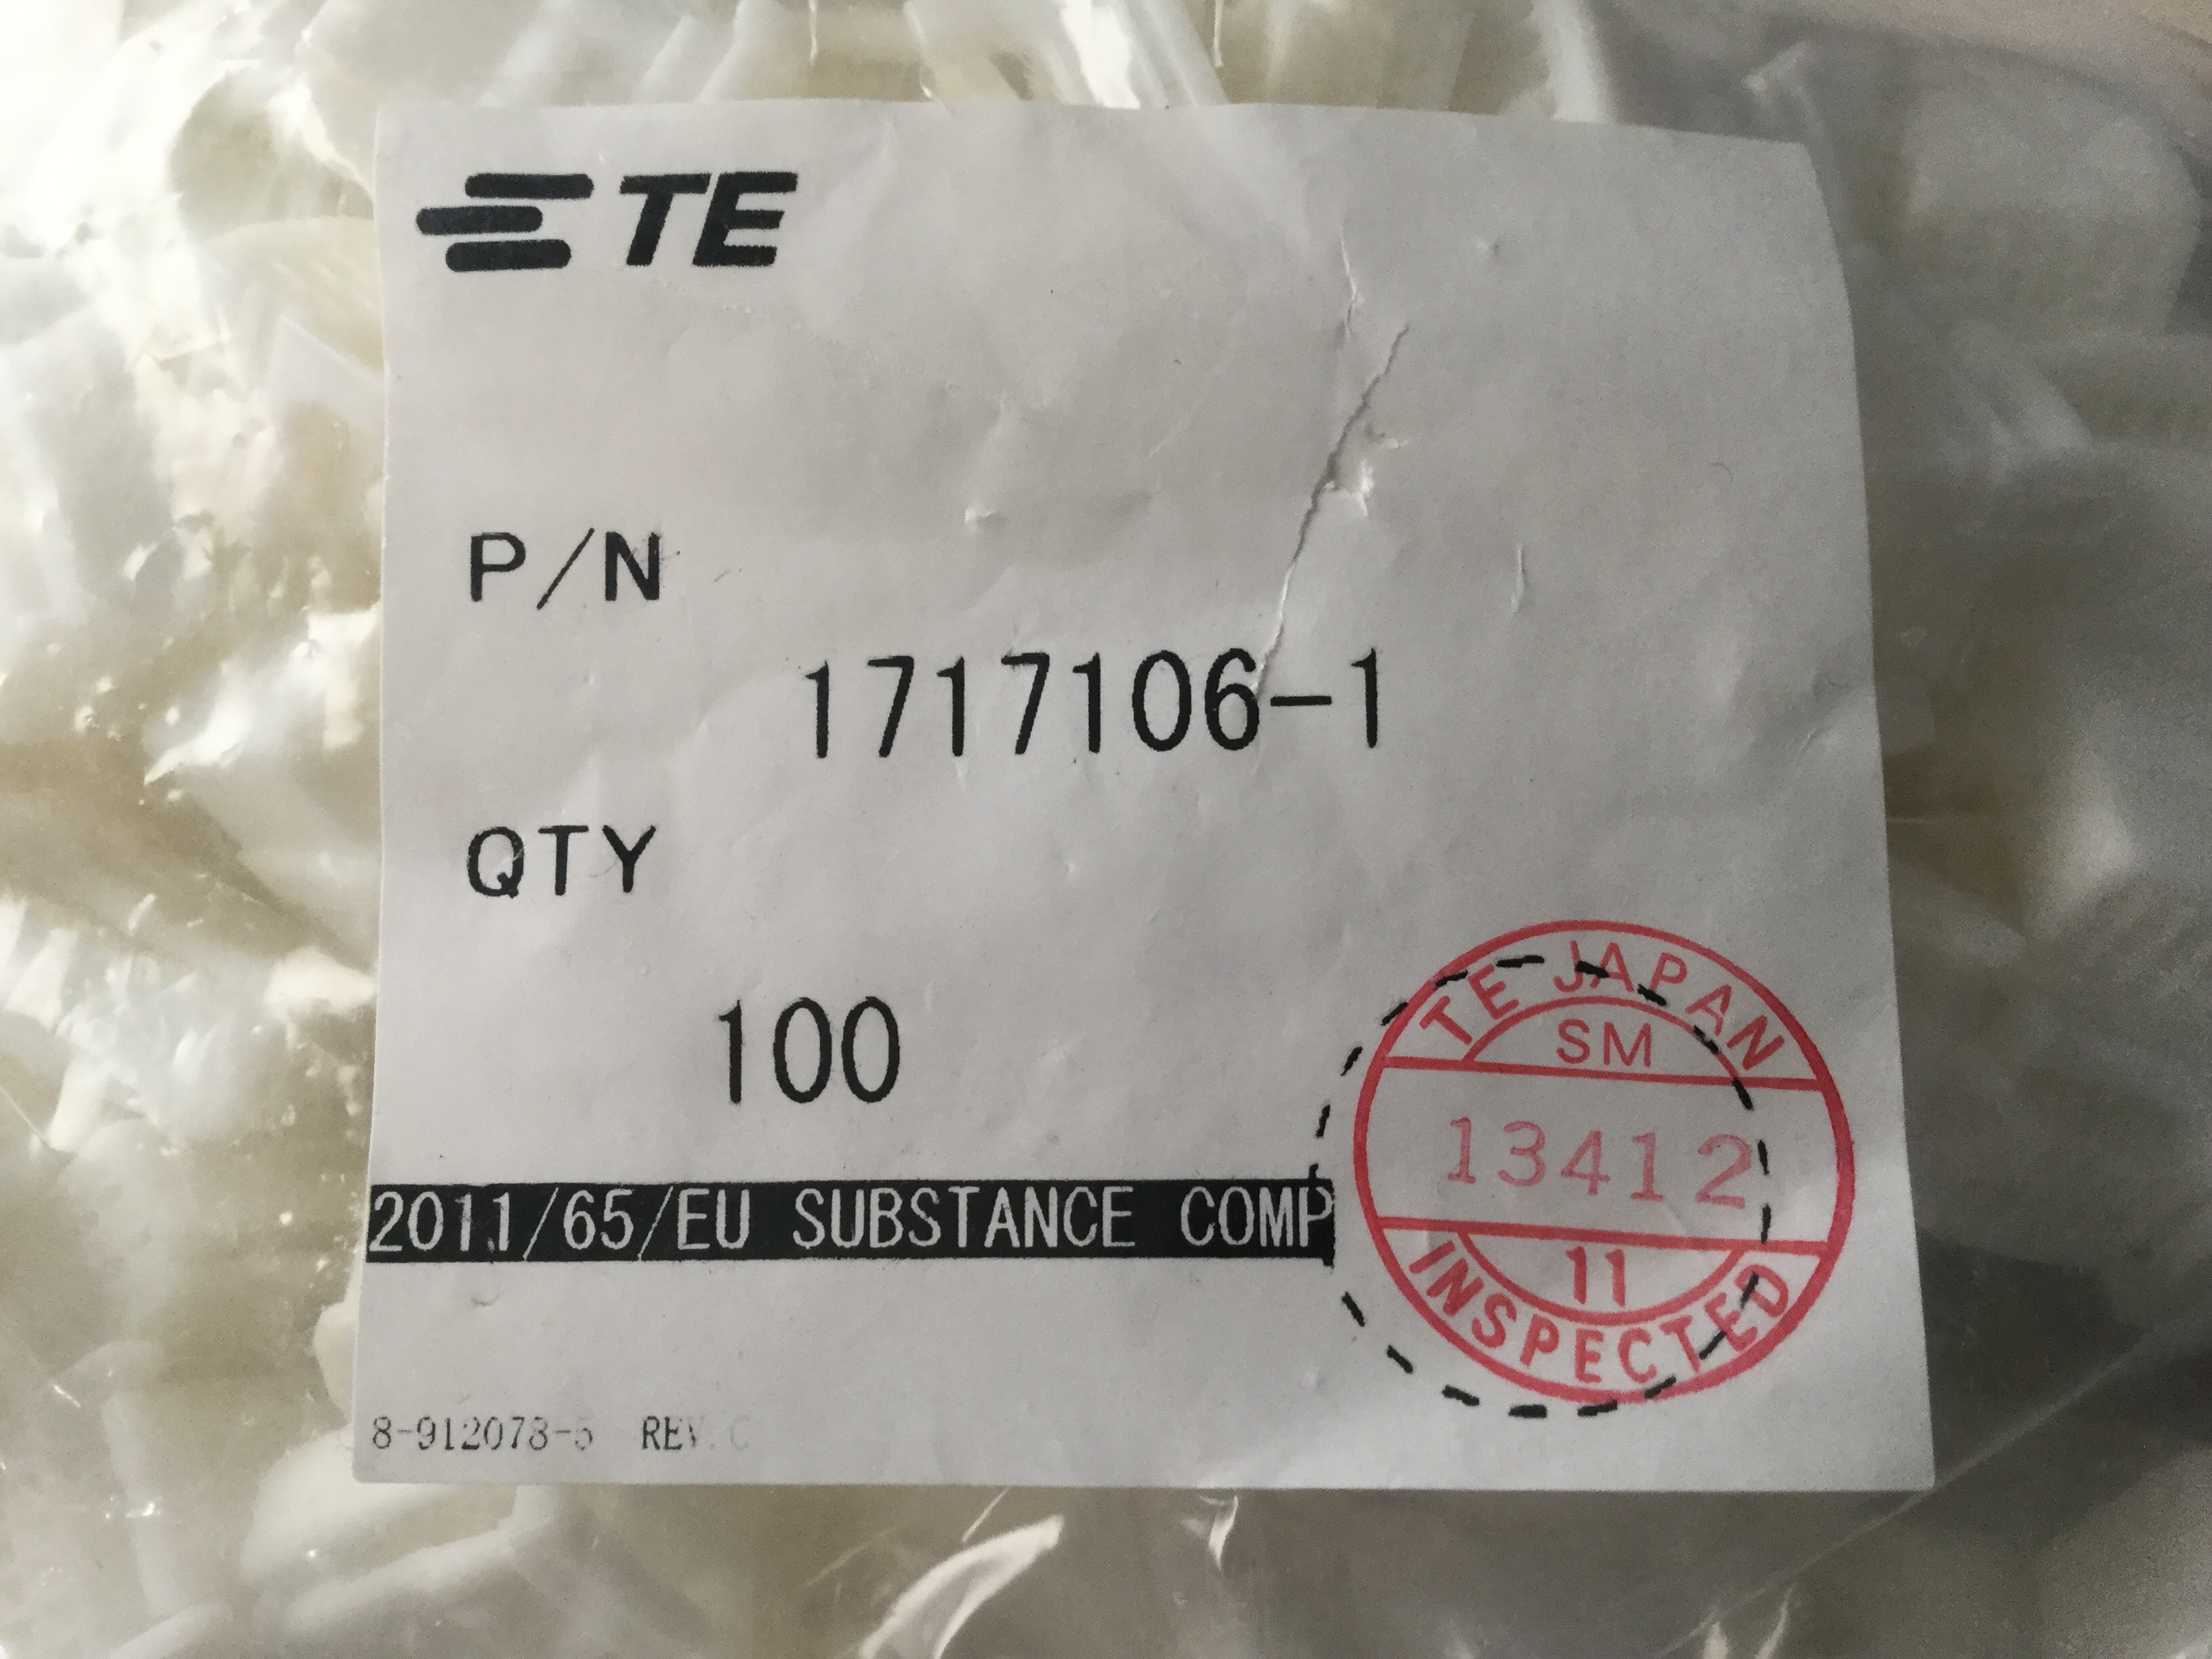 TE
P/N
1717106-1
QTY
100
2011/65/EU SUBSTANCE COMP
TE JAPAN
SM
13412
11
INSPECTED
8-912073-5 REV.C